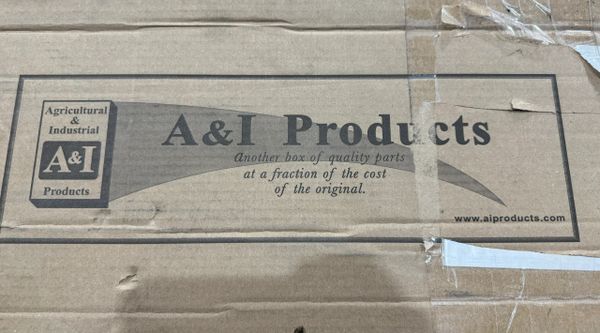 Agricultural
&
Industrial
A&I
Products
A&I Products
Another box of quality parts
at a fraction of the cost
of the original.
www.aiproducts.com